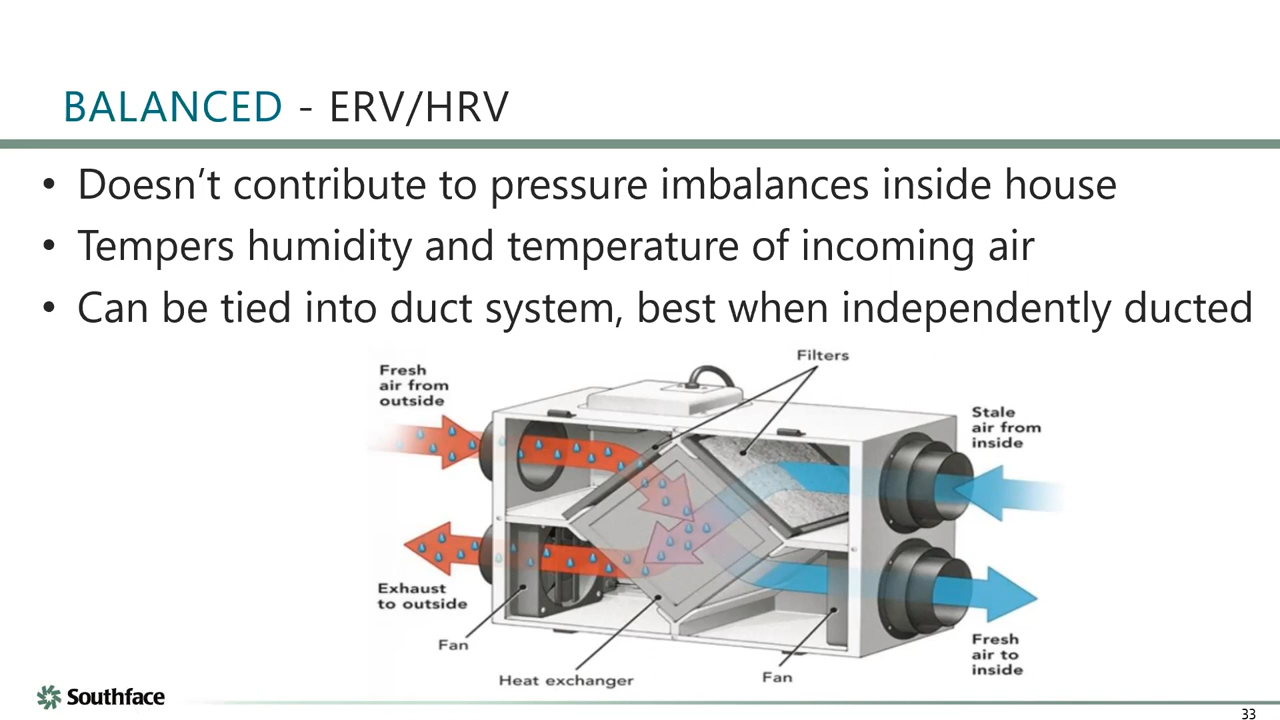 BALANCED - ERV/HRV
• Doesn’t contribute to pressure imbalances inside house
• Tempers humidity and temperature of incoming air
• Can be tied into duct system, best when independently ducted
Filters
Fresh
air from
outside
Stale
air from
inside
Exhaust
to outside
Fan
Heat exchanger
Fan
Fresh
air to
inside
Southface
33